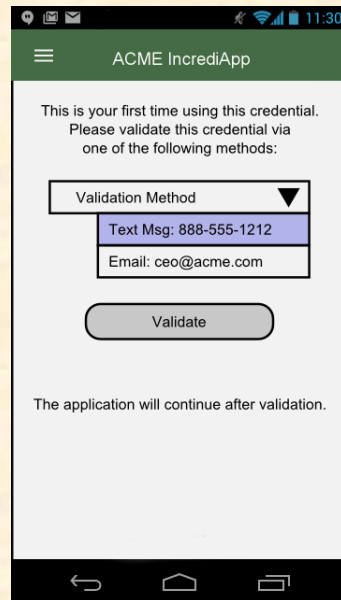 11:30
ACME IncrediApp
This is your first time using this credential.
Please validate this credential via
one of the following methods:
Validation Method
Text Msg: 888-555-1212
Email: ceo@acme.com
Validate
The application will continue after validation.